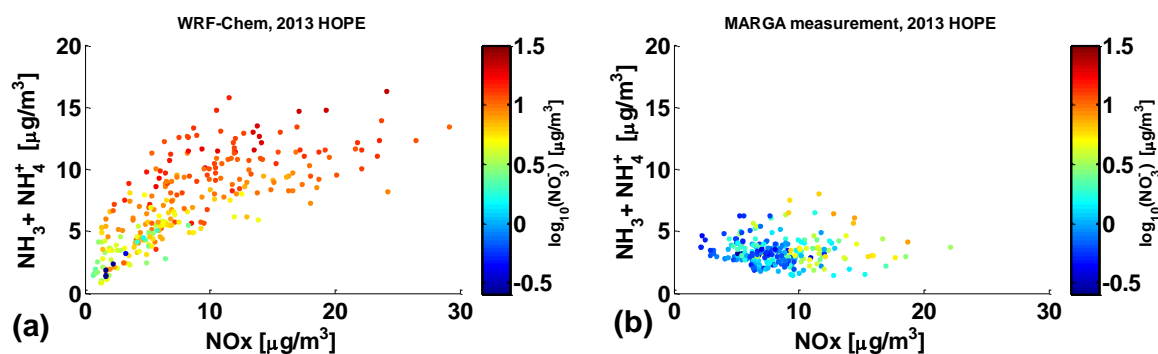 WRF-Chem, 2013 HOPE
20
15
10
5
0
NH₃ + NH₄⁺ [µg/m³]
0 10 20 30
NOx [µg/m³]
(a)
1.5
1
0.5
0
-0.5
log₁₀(NO₃⁻) [µg/m³]
MARGA measurement, 2013 HOPE
20
15
10
5
0
NH₃ + NH₄⁺ [µg/m³]
0 10 20 30
NOx [µg/m³]
(b)
1.5
1
0.5
0
-0.5
log₁₀(NO₃⁻) [µg/m³]